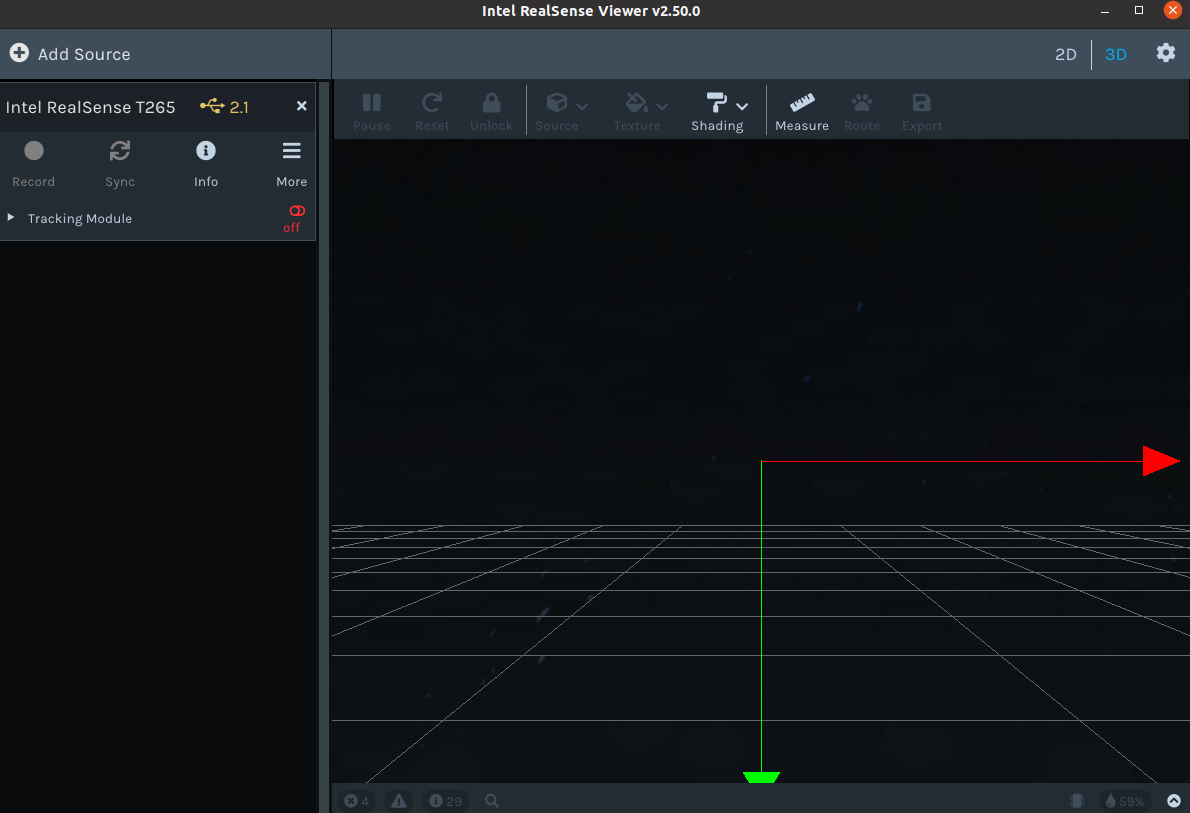 Intel RealSense Viewer v2.50.0
Add Source
2D
3D
Intel RealSense T265
2.1
Pause
Reset
Unlock
Source
Texture
Shading
Measure
Route
Export
Record
Sync
Info
More
Tracking Module
off
4
29
59%